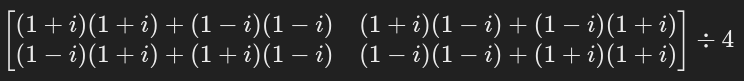 [(1 + i)(1 + i) + (1 − i)(1 − i) (1 + i)(1 − i) + (1 − i)(1 + i)
(1 − i)(1 + i) + (1 + i)(1 − i) (1 − i)(1 − i) + (1 + i)(1 + i)] ÷ 4